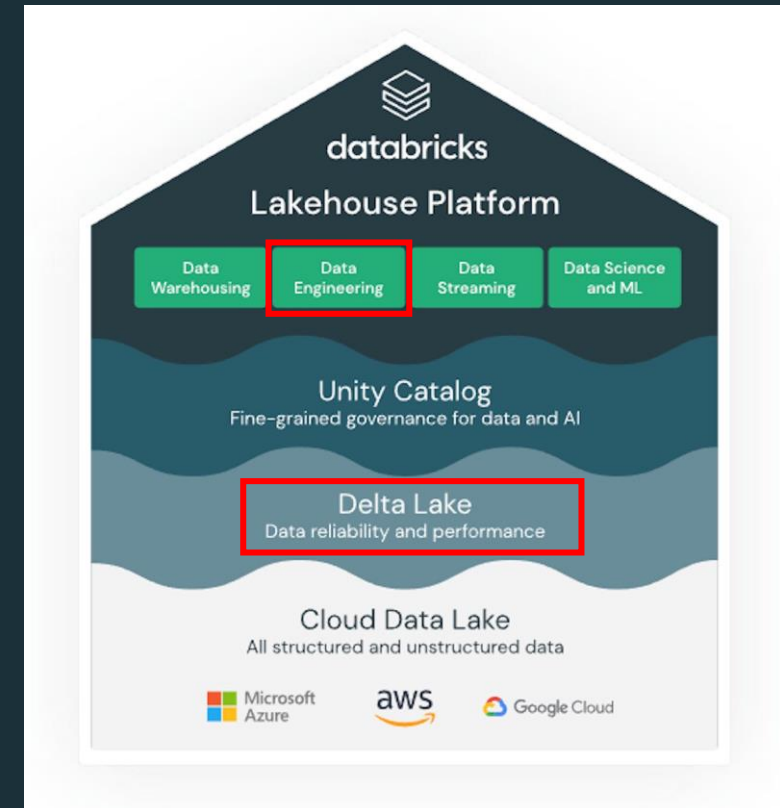 databricks
Lakehouse Platform
Data
Warehousing
Data
Engineering
Data
Streaming
Data Science
and ML
Unity Catalog
Fine-grained governance for data and AI
Delta Lake
Data reliability and performance
Cloud Data Lake
All structured and unstructured data
Microsoft
Azure
aws
Google Cloud